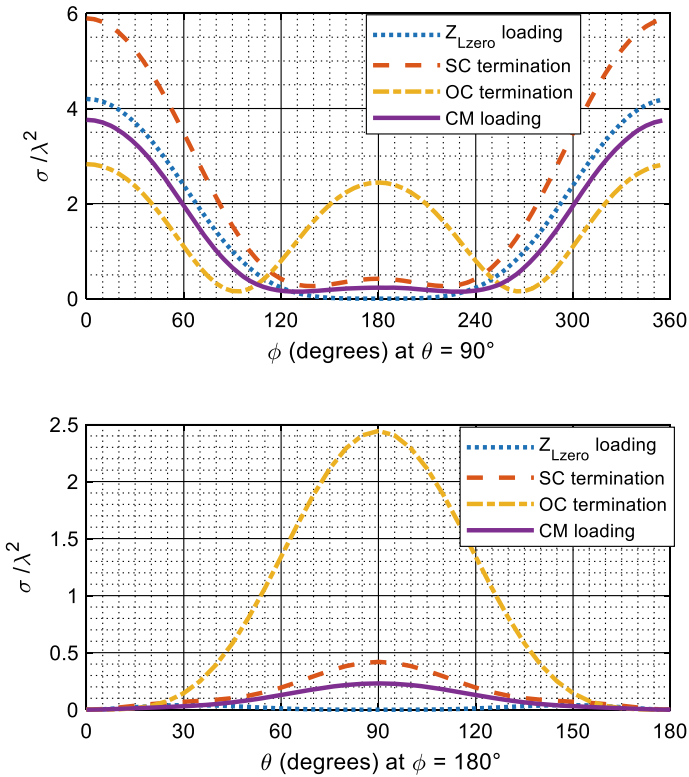 6
4
2
0
σ /λ²
Z_Lzero loading
SC termination
OC termination
CM loading
0 60 120 180 240 300 360
ϕ (degrees) at θ = 90°
2.5
2
1.5
1
0.5
0
σ /λ²
Z_Lzero loading
SC termination
OC termination
CM loading
0 30 60 90 120 150 180
θ (degrees) at ϕ = 180°